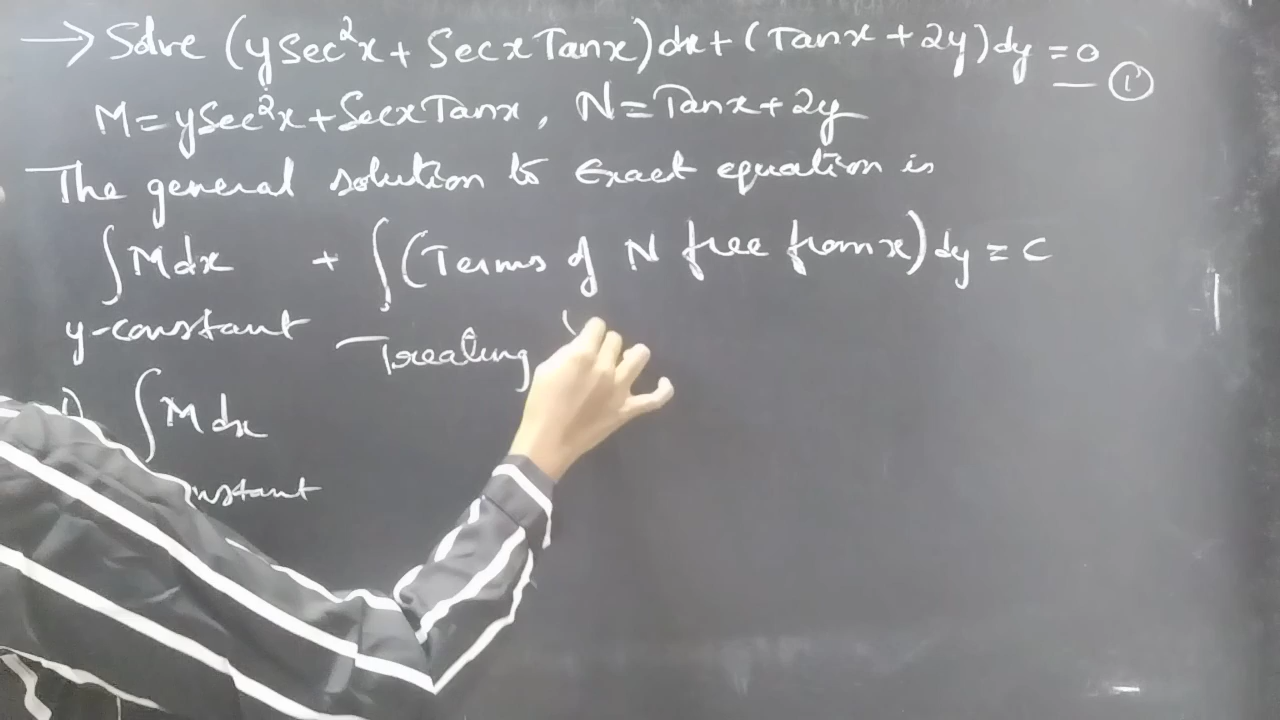 → Solve (y Sec²x + Secx Tanx)dx + (Tanx + 2y)dy = 0 — ①
M = y Sec²x + Secx Tanx, N = Tanx + 2y
The general solution to Exact equation is
∫ M dx + ∫ (Terms of N free from x) dy = C
y-constant Treating
∫ M dx
nstant